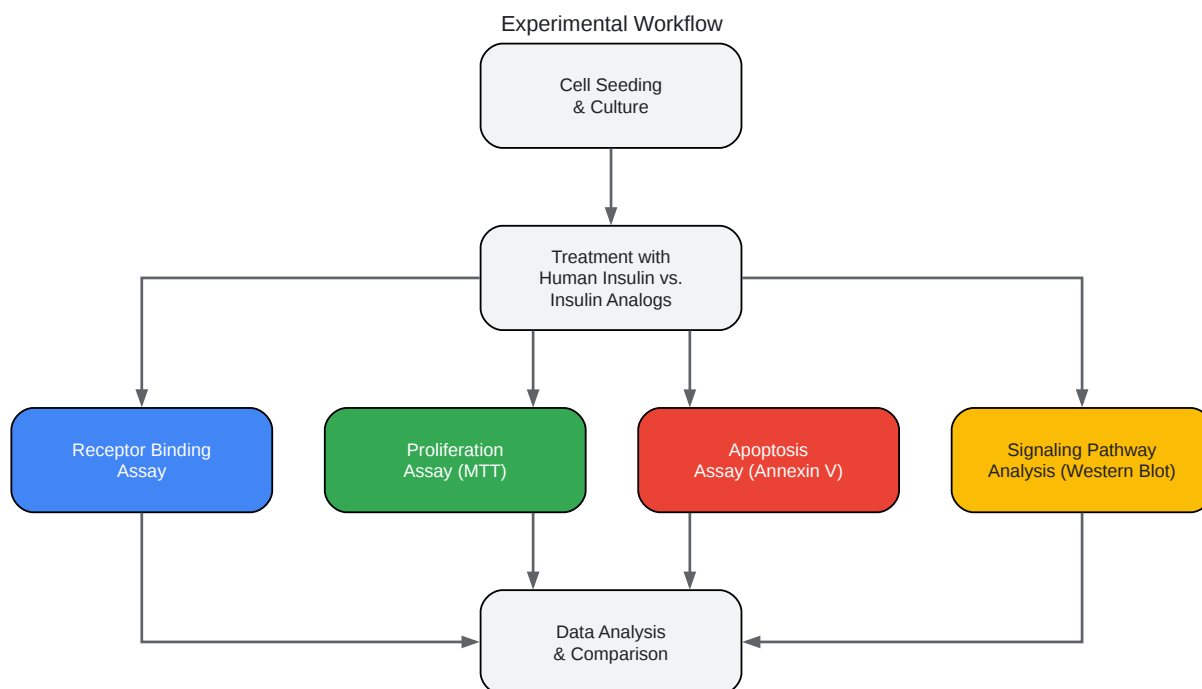 Experimental Workflow
Cell Seeding
& Culture
Treatment with
Human Insulin vs.
Insulin Analogs
Receptor Binding
Assay
Proliferation
Assay (MTT)
Apoptosis
Assay (Annexin V)
Signaling Pathway
Analysis (Western Blot)
Data Analysis
& Comparison